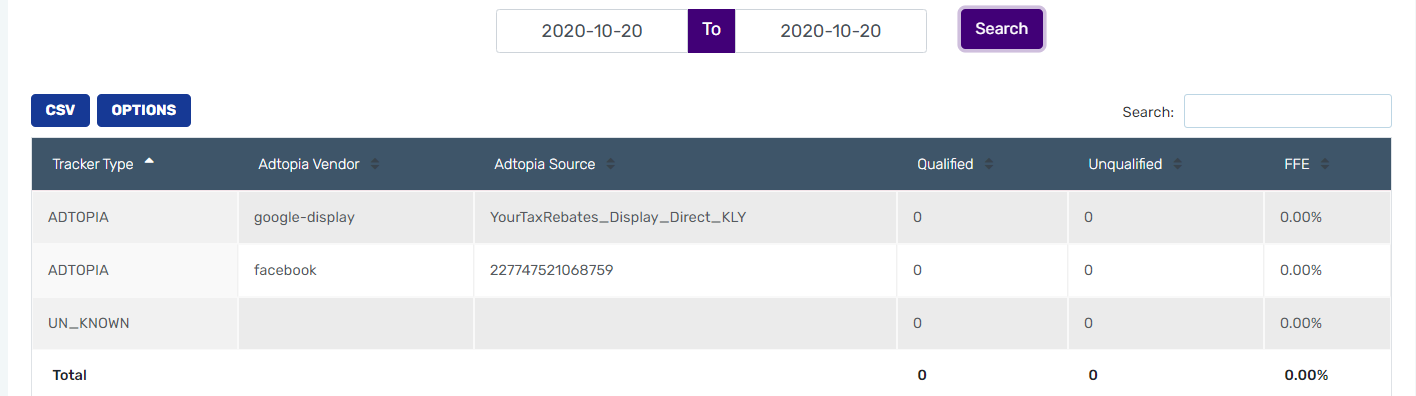 2020-10-20 To 2020-10-20 Search
CSV OPTIONS Search:
Tracker Type Adtopia Vendor Adtopia Source Qualified Unqualified FFE
ADTOPIA google-display YourTaxRebates_Display_Direct_KLY 0 0 0.00%
ADTOPIA facebook 227747521068759 0 0 0.00%
UN_KNOWN 0 0 0.00%
Total 0 0 0.00%